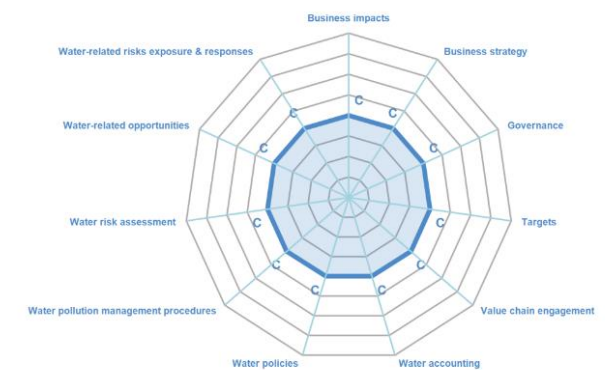 Business impacts
Water-related risks exposure & responses
Business strategy
C
C
C
Water-related opportunities
Governance
C
C
Water risk assessment
C
C
Targets
C
C
Water pollution management procedures
C
C
Value chain engagement
Water policies
Water accounting